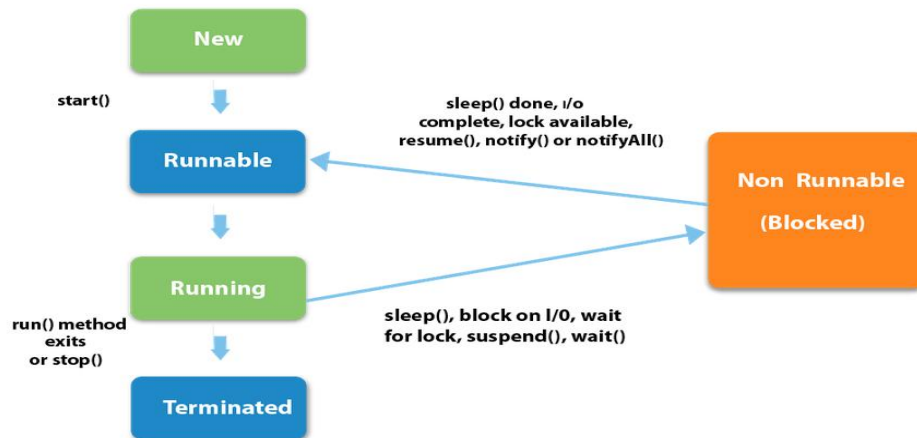 New
start()
sleep() done, I/o
complete, lock available,
resume(), notify() or notifyAll()
Runnable
Non Runnable
(Blocked)
Running
sleep(), block on l/0, wait
for lock, suspend(), wait()
run() method
exits
or stop()
Terminated